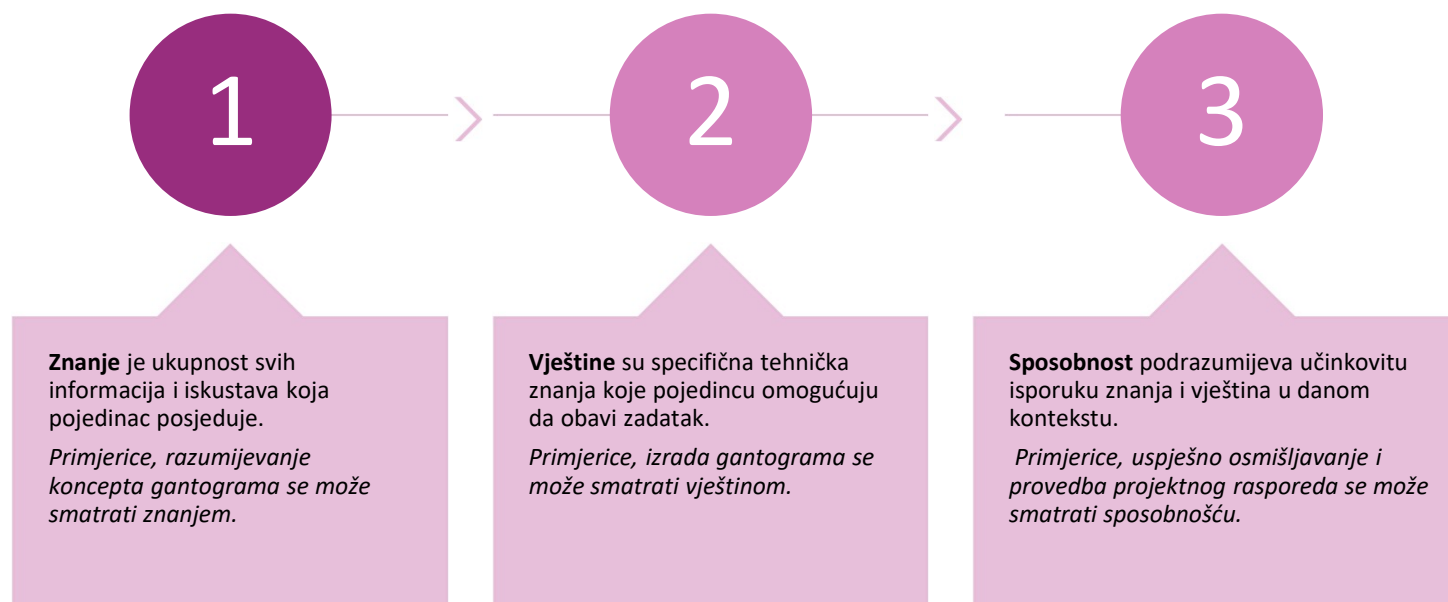 1
2
3
Znanje je ukupnost svih
informacija i iskustava koja
pojedinac posjeduje.
Primjerice, razumijevanje
koncepta gantograma se može
smatrati znanjem.
Vještine su specifična tehnička
znanja koje pojedincu omogućuju
da obavi zadatak.
Primjerice, izrada gantograma se
može smatrati vještinom.
Sposobnost podrazumijeva učinkovitu
isporuku znanja i vještina u danom
kontekstu.
Primjerice, uspješno osmišljavanje i
provedba projektnog rasporeda se može
smatrati sposobnošću.